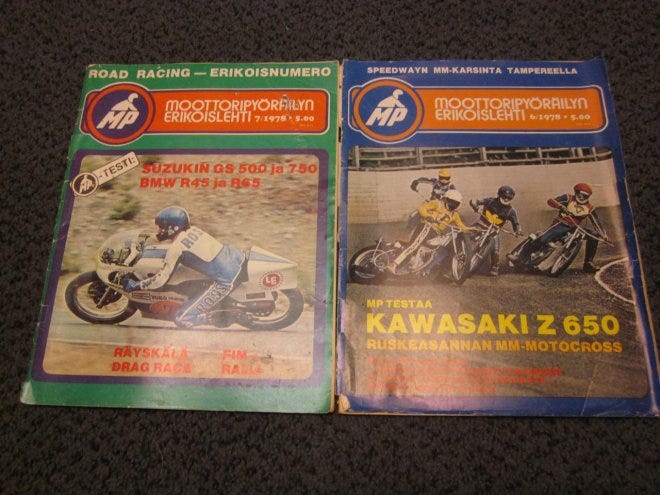 ROAD RACING — ERIKOISNUMERO
MP
MOOTTORIPYÖRÄILYN
ERIKOISLEHTI 7/1978 • 5.00
MP -TESTI:
SUZUKIN GS 500 ja 750
BMW R45 ja R65
RÄYSKÄLÄ
DRAG RACE
FIM -
RALLI
SPEEDWAYN MM-KARSINTA TAMPEREELLA
MP
MOOTTORIPYÖRÄILYN
ERIKOISLEHTI 6/1978 • 5.00
MP TESTAA
KAWASAKI Z 650
RUSKEASANNAN MM-MOTOCROSS